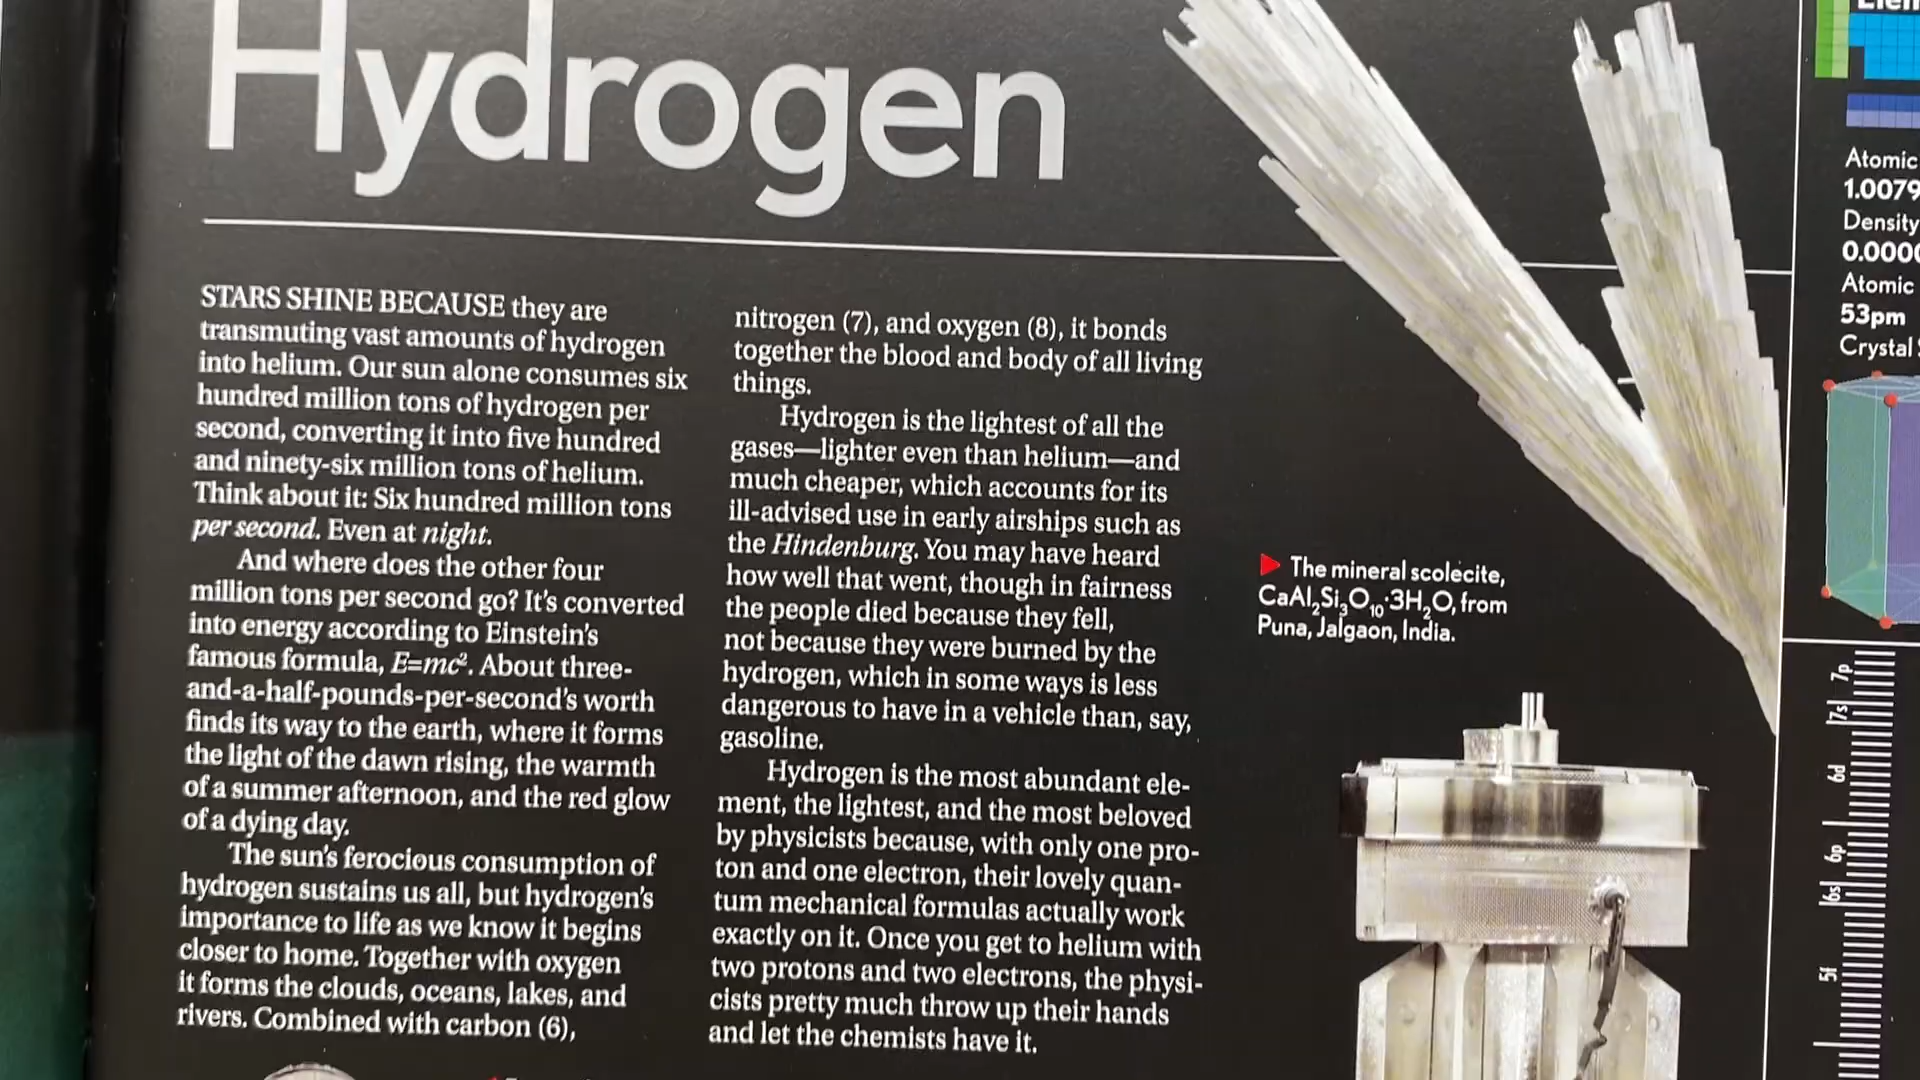 Hydrogen
STARS SHINE BECAUSE they are
transmuting vast amounts of hydrogen
into helium. Our sun alone consumes six
hundred million tons of hydrogen per
second, converting it into five hundred
and ninety-six million tons of helium.
Think about it: Six hundred million tons
per second. Even at night.
And where does the other four
million tons per second go? It's converted
into energy according to Einstein's
famous formula, E=mc². About three-
and-a-half-pounds-per-second's worth
finds its way to the earth, where it forms
the light of the dawn rising, the warmth
of a summer afternoon, and the red glow
of a dying day.
The sun's ferocious consumption of
hydrogen sustains us all, but hydrogen's
importance to life as we know it begins
closer to home. Together with oxygen
it forms the clouds, oceans, lakes, and
rivers. Combined with carbon (6),
nitrogen (7), and oxygen (8), it bonds
together the blood and body of all living
things.
Hydrogen is the lightest of all the
gases—lighter even than helium—and
much cheaper, which accounts for its
ill-advised use in early airships such as
the Hindenburg. You may have heard
how well that went, though in fairness
the people died because they fell,
not because they were burned by the
hydrogen, which in some ways is less
dangerous to have in a vehicle than, say,
gasoline.
Hydrogen is the most abundant ele-
ment, the lightest, and the most beloved
by physicists because, with only one pro-
ton and one electron, their lovely quan-
tum mechanical formulas actually work
exactly on it. Once you get to helium with
two protons and two electrons, the physi-
cists pretty much throw up their hands
and let the chemists have it.
▶ The mineral scolecite,
CaAl₂Si₃O₁₀·3H₂O, from
Puna, Jalgaon, India.
Atomic
1.0079
Density
0.000
Atomic
53pm
Crystal
7p
7s
6d
6p
6s
5f